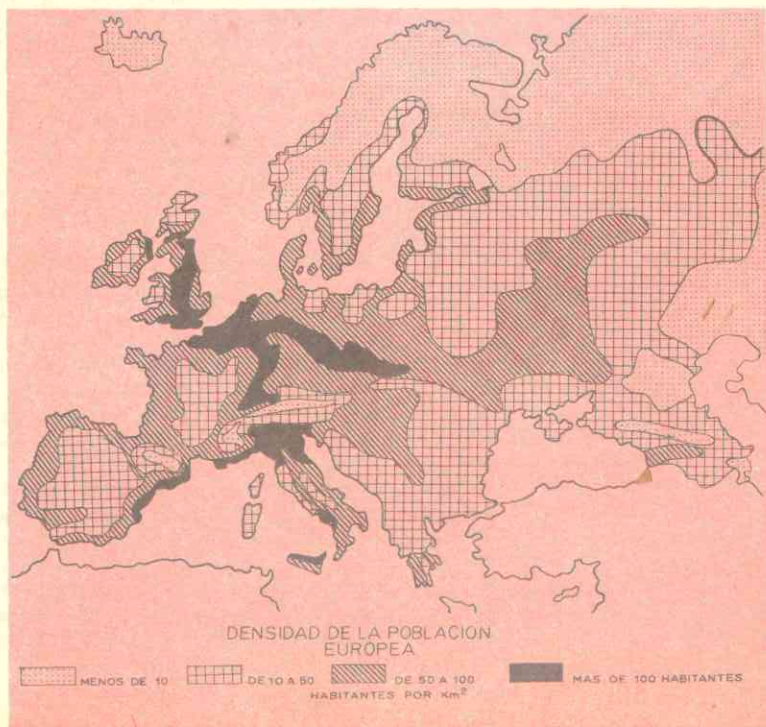 DENSIDAD DE LA POBLACION
EUROPEA
MENOS DE 10 DE 10 A 50 DE 50 A 100 MAS DE 100 HABITANTES
HABITANTES POR Km²